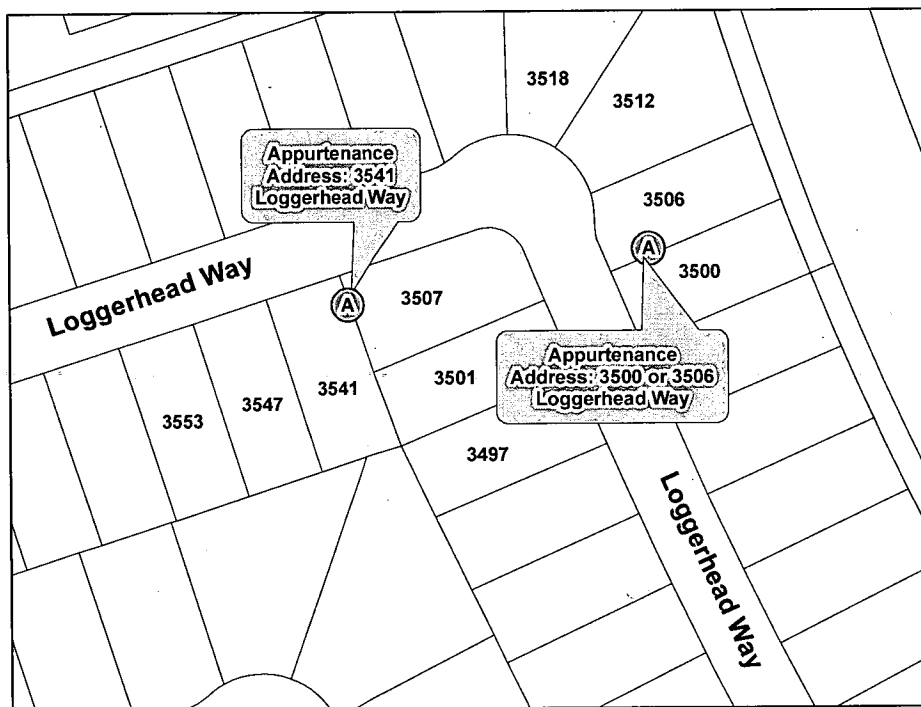 3518
3512
Appurtenance
Address: 3541
Loggerhead Way
3506
A
3500
Loggerhead Way
A
3507
Appurtenance
Address: 3500 or 3506
Loggerhead Way
3501
3541
3547
3553
3497
Loggerhead Way